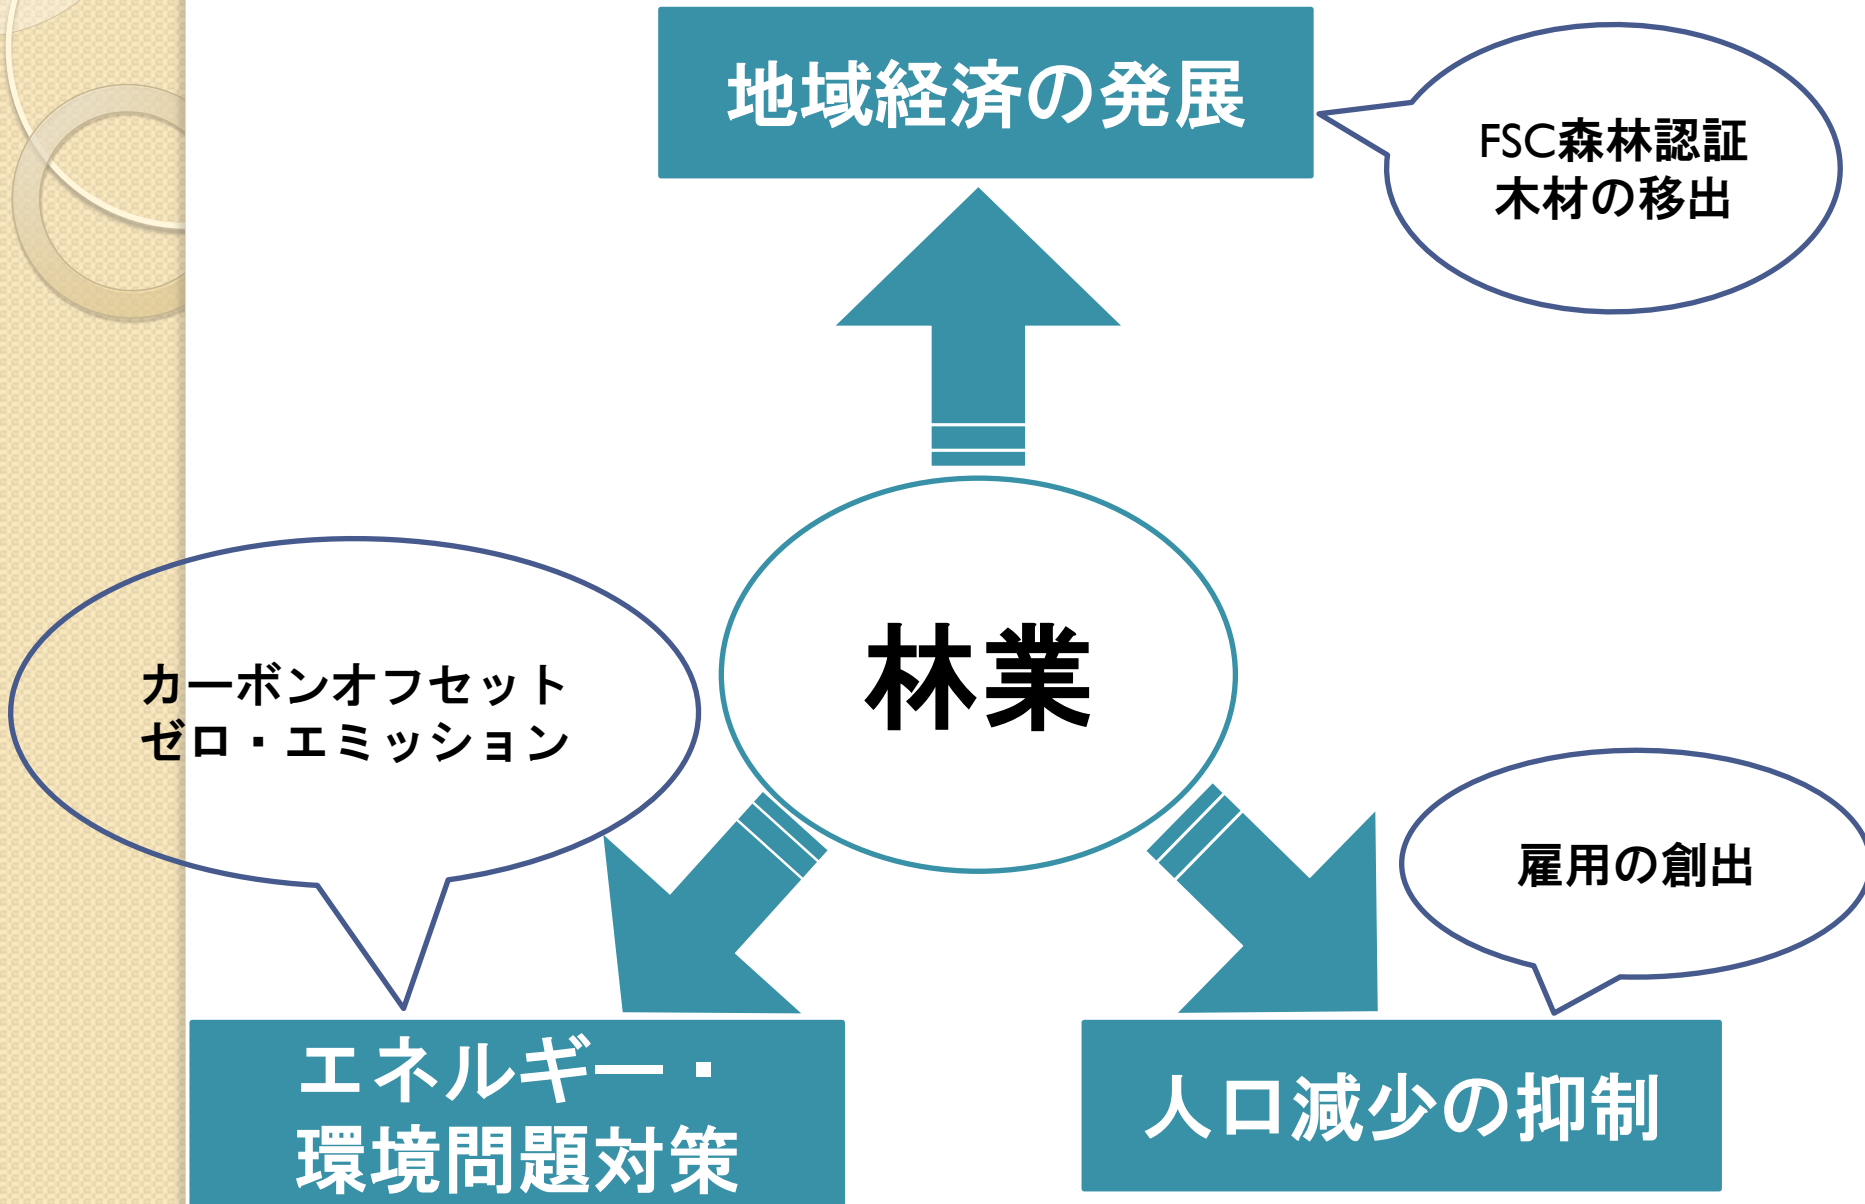 地域経済の発展
FSC森林認証
木材の移出
林業
カーボンオフセット
ゼロ・エミッション
雇用の創出
エネルギー・
環境問題対策
人口減少の抑制